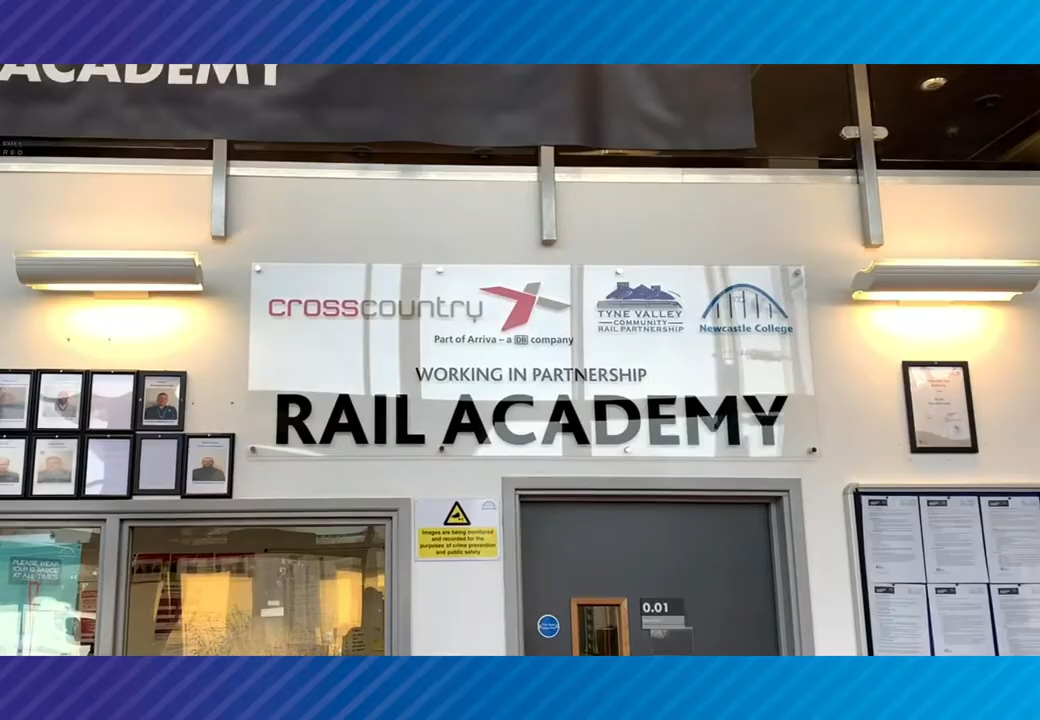 ACADEMY
RED
crosscountry
Part of Arriva – a DB company
TYNE VALLEY
COMMUNITY
RAIL PARTNERSHIP
Newcastle College
WORKING IN PARTNERSHIP
RAIL ACADEMY
Images are being monitored
and recorded for the
purposes of crime prevention
and public safety
PLEASE WEAR
YOUR ID BADGE
AT ALL TIMES
0.01